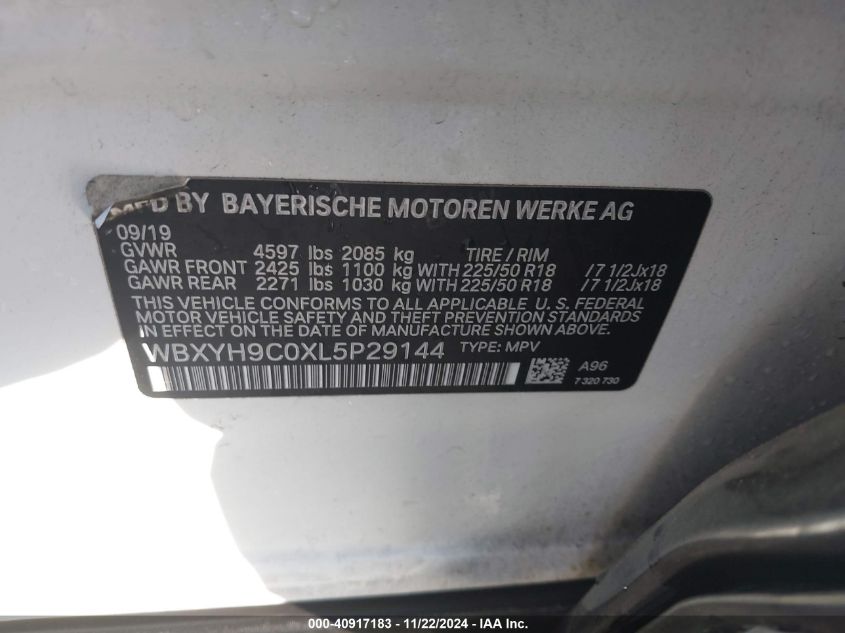 MFD BY BAYERISCHE MOTOREN WERKE AG
09/19
GVWR 4597 lbs 2085 kg TIRE / RIM
GAWR FRONT 2425 lbs 1100 kg WITH 225/50 R18 /7 1/2Jx18
GAWR REAR 2271 lbs 1030 kg WITH 225/50 R18 /7 1/2Jx18
THIS VEHICLE CONFORMS TO ALL APPLICABLE U. S. FEDERAL
MOTOR VEHICLE SAFETY AND THEFT PREVENTION STANDARDS
IN EFFECT ON THE DATE OF MANUFACTURE SHOWN ABOVE.
WBXYH9C0XL5P29144 TYPE: MPV
A96
7 320 730
000-40917183 - 11/22/2024 - IAA Inc.